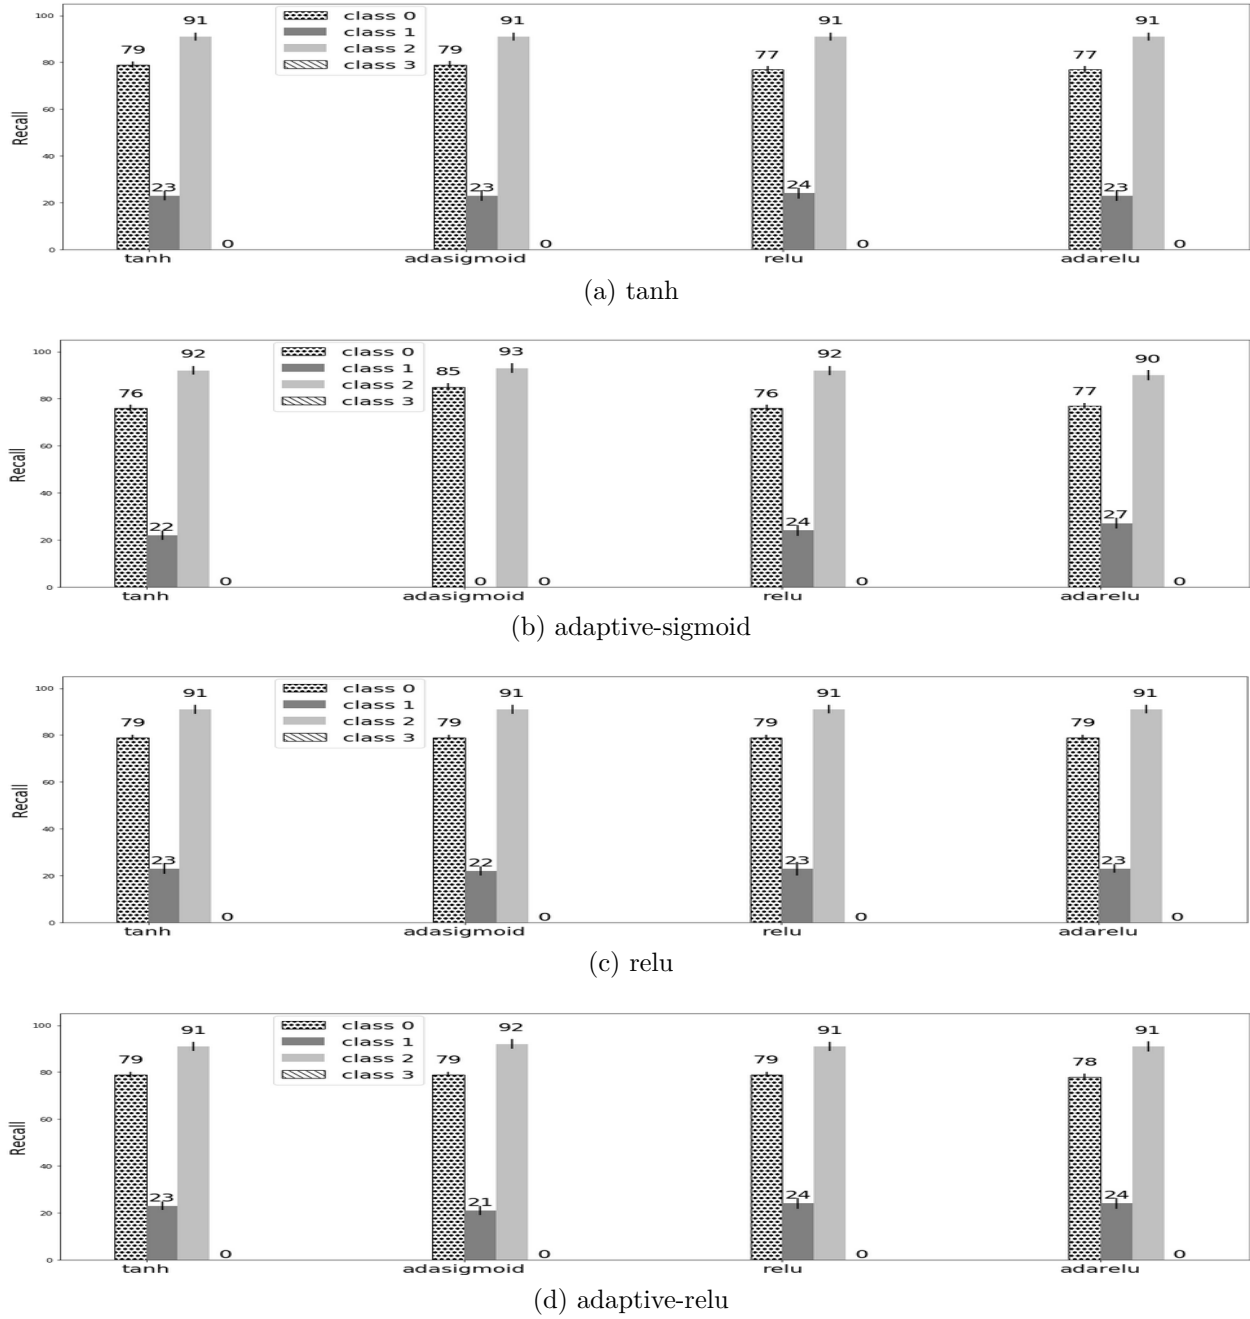 91 91 91 91
class 0
class 1
class 2
class 3
79 79 77 77
100
80
60
40
20
0
Recall
23 23 24 23
0 0 0 0
tanh adasigmoid relu adarelu
(a) tanh
92 93 92 90
class 0
class 1
class 2
class 3
76 85 76 77
100
80
60
40
20
0
Recall
22 0 24 27
0 0 0 0
tanh adasigmoid relu adarelu
(b) adaptive-sigmoid
91 91 91 91
class 0
class 1
class 2
class 3
79 79 79 79
100
80
60
40
20
0
Recall
23 22 23 23
0 0 0 0
tanh adasigmoid relu adarelu
(c) relu
91 92 91 91
class 0
class 1
class 2
class 3
79 79 79 78
100
80
60
40
20
0
Recall
23 21 24 24
0 0 0 0
tanh adasigmoid relu adarelu
(d) adaptive-relu